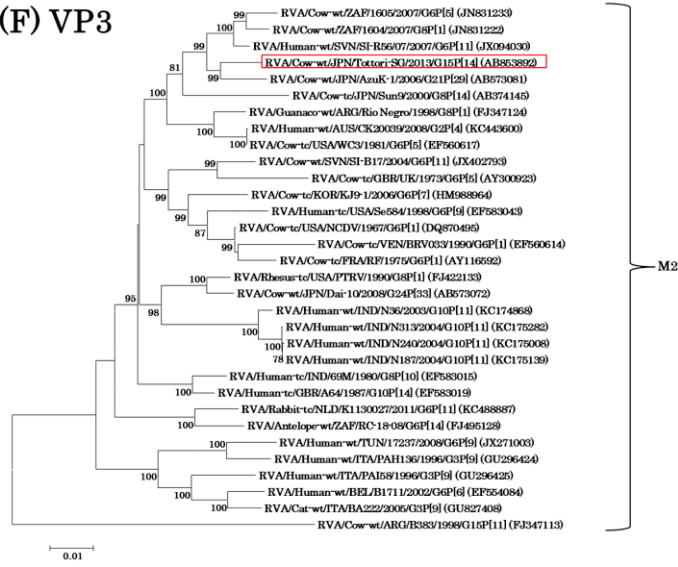 (F) VP3
99
RVA/Cow-wt/ZAF/1605/2007/G6P[5] (JN831233)
100
RVA/Cow-wt/ZAF/1604/2007/G8P[1] (JN831222)
RVA/Human-wt/SVN/SI-R56/07/2007/G6P[11] (JX094030)
99
RVA/Cow-wt/JPN/Tottori-SG/2013/G15P[14] (AB853892)
81
99
RVA/Cow-wt/JPN/AzuK-1/2006/G21P[29] (AB573081)
100
RVA/Cow-tc/JPN/Sun9/2000/G8P[14] (AB374145)
RVA/Guanaco-wt/ARG/Rio Negro/1998/G8P[1] (FJ347124)
100
RVA/Human-wt/AUS/CK20039/2008/G2P[4] (KC443600)
100
RVA/Cow-tc/USA/WC3/1981/G6P[5] (EF560617)
99
RVA/Cow-wt/SVN/SI-B17/2004/G6P[11] (JX402793)
RVA/Cow-tc/GBR/UK/1973/G6P[5] (AY300923)
99
RVA/Cow-tc/KOR/KJ9-1/2006/G6P[7] (HM988964)
99
RVA/Human-tc/USA/Se584/1998/G6P[9] (EF583043)
87
RVA/Cow-tc/USA/NCDV/1967/G6P[1] (DQ870495)
99
RVA/Cow-tc/VEN/BRV033/1990/G6P[1] (EF560614)
RVA/Cow-tc/FRA/RF/1975/G6P[1] (AY116592)
M2
100
RVA/Rhesus-tc/USA/PTRV/1990/G8P[1] (FJ422133)
95
98
RVA/Cow-wt/JPN/Dai-10/2008/G24P[33] (AB573072)
RVA/Human-wt/IND/N36/2003/G10P[11] (KC174868)
RVA/Human-wt/IND/N313/2004/G10P[11] (KC175282)
100
RVA/Human-wt/IND/N240/2004/G10P[11] (KC175008)
78
RVA/Human-wt/IND/N187/2004/G10P[11] (KC175139)
RVA/Human-tc/IND/69M/1980/G8P[10] (EF583015)
100
RVA/Human-tc/GBR/A64/1987/G10P[14] (EF583019)
RVA/Rabbit-tc/NLD/K1130027/2011/G6P[11] (KC488887)
100
RVA/Antelope-wt/ZAF/RC-18-08/G6P[14] (FJ495128)
100
RVA/Human-wt/TUN/17237/2008/G6P[9] (JX271003)
RVA/Human-wt/ITA/PAH136/1996/G3P[9] (GU296424)
100
RVA/Human-wt/ITA/PAI58/1996/G3P[9] (GU296425)
100
RVA/Human-wt/BEL/B1711/2002/G6P[6] (EF554084)
100
RVA/Cat-wt/ITA/BA222/2005/G3P[9] (GU827408)
RVA/Cow-wt/ARG/B383/1998/G15P[11] (FJ347113)
0.01